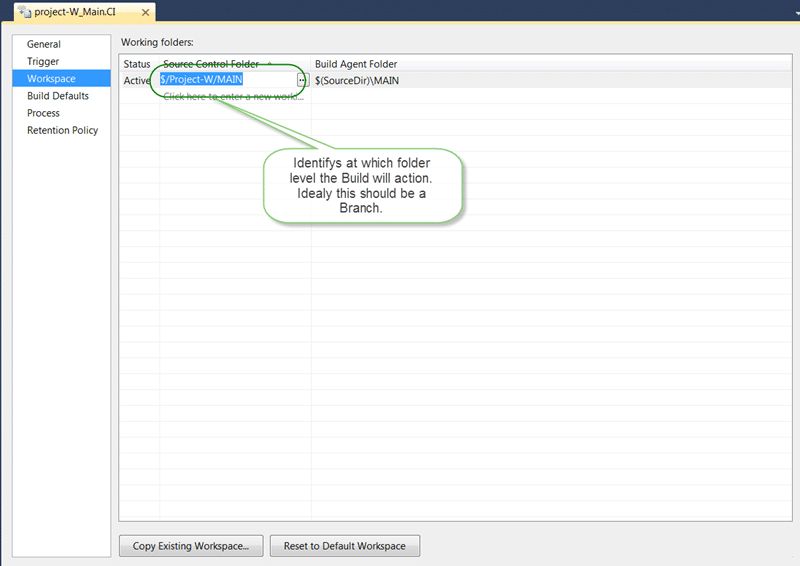 project-W_Main.CI
General
Trigger
Workspace
Build Defaults
Process
Retention Policy
Working folders:
Status Source Control Folder Build Agent Folder
Active $/Project-W/MAIN ... $(SourceDir)\MAIN
Click here to enter a new worki...
Identifys at which folder
level the Build will action.
Idealy this should be a
Branch.
Copy Existing Workspace... Reset to Default Workspace